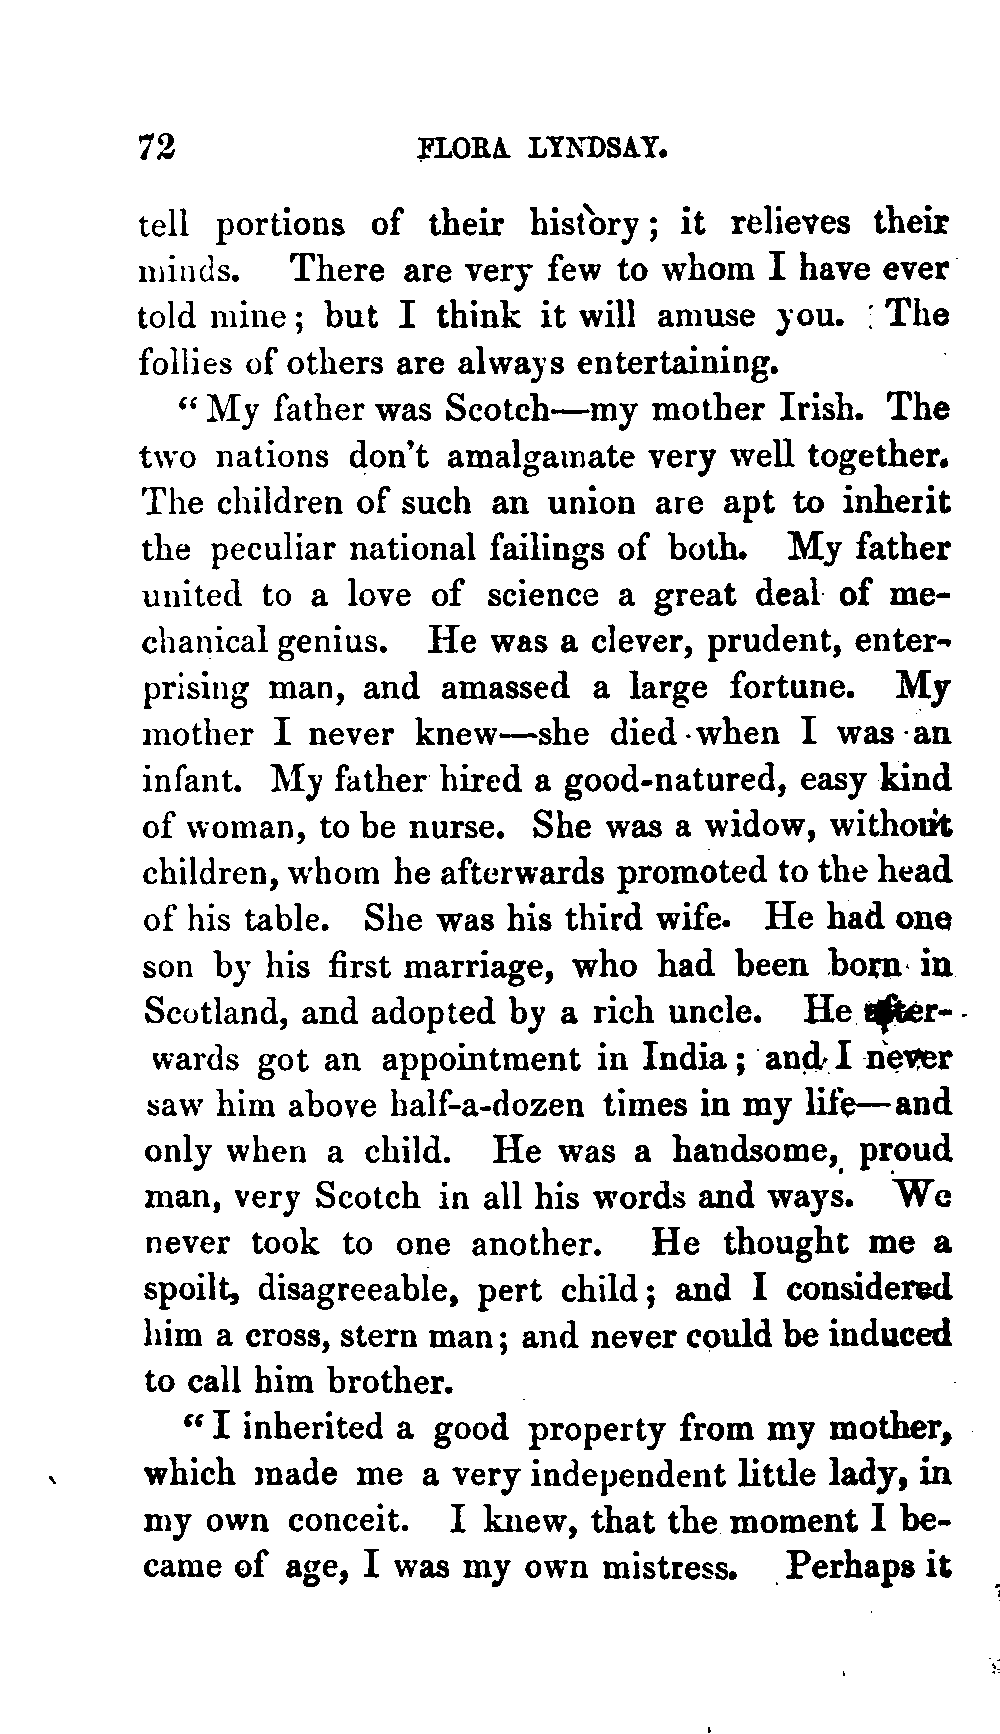 72 FLORA LYNDSAY.
tell portions of their history; it relieves their
minds. There are very few to whom I have ever
told mine; but I think it will amuse you. The
follies of others are always entertaining.
“My father was Scotch—my mother Irish. The
two nations don't amalgamate very well together.
The children of such an union are apt to inherit
the peculiar national failings of both. My father
united to a love of science a great deal of me-
chanical genius. He was a clever, prudent, enter-
prising man, and amassed a large fortune. My
mother I never knew—she died when I was an
infant. My father hired a good-natured, easy kind
of woman, to be nurse. She was a widow, without
children, whom he afterwards promoted to the head
of his table. She was his third wife. He had one
son by his first marriage, who had been born in
Scotland, and adopted by a rich uncle. He after-
wards got an appointment in India; and I never
saw him above half-a-dozen times in my life—and
only when a child. He was a handsome, proud
man, very Scotch in all his words and ways. We
never took to one another. He thought me a
spoilt, disagreeable, pert child; and I considered
him a cross, stern man; and never could be induced
to call him brother.
“I inherited a good property from my mother,
which made me a very independent little lady, in
my own conceit. I knew, that the moment I be-
came of age, I was my own mistress. Perhaps it